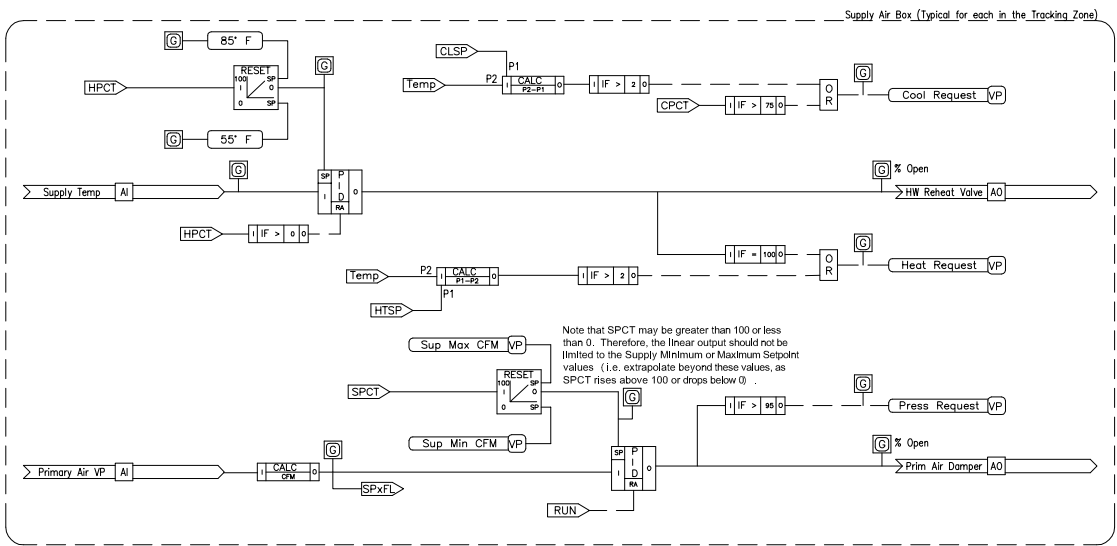 Supply Air Box (Typical for each in the Tracking Zone)
G
85° F
CLSP
G
G
P1
RESET
100 SP
HPCT
I O
0 SP
Temp
P2
I CALC O
P2-P1
I IF > 2 O
O
R
Cool Request VP
CPCT
I IF > 75 O
G
55° F
G
G % Open
SP P
I I O
D
RA
Supply Temp AI
HW Reheat Valve AO
HPCT
I IF > 0 O
G
I IF = 100 O
O
R
Heat Request VP
Temp
P2
I CALC O
P1-P2
I IF > 2 O
P1
HTSP
Note that SPCT may be greater than 100 or less
than 0. Therefore, the linear output should not be
limited to the Supply Minimum or Maximum Setpoint
values (i.e. extrapolate beyond these values, as
SPCT rises above 100 or drops below 0) .
Sup Max CFM VP
RESET
100 SP
SPCT
I O
0 SP
G
G
I IF > 95 O
Press Request VP
Sup Min CFM VP
G
G % Open
SP P
I I O
D
RA
Primary Air VP AI
I CALC O
CFM
Prim Air Damper AO
SPxFL
RUN